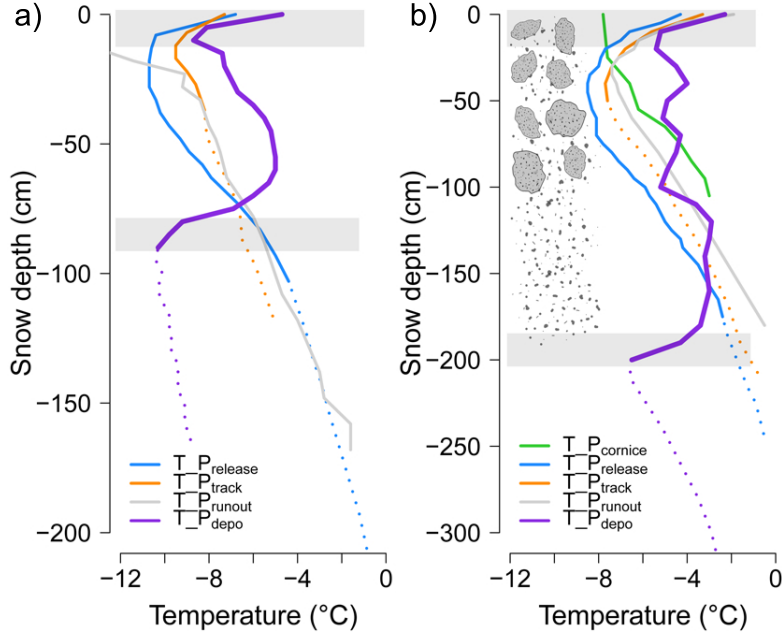 a)
0
−50
−100
−150
−200
Snow depth (cm)
T_Prelease
T_Ptrack
T_Prunout
T_Pdepo
−12 −8 −4 0
Temperature (°C)
b)
0
−50
−100
−150
−200
−250
−300
Snow depth (cm)
T_Pcornice
T_Prelease
T_Ptrack
T_Prunout
T_Pdepo
−12 −8 −4 0
Temperature (°C)